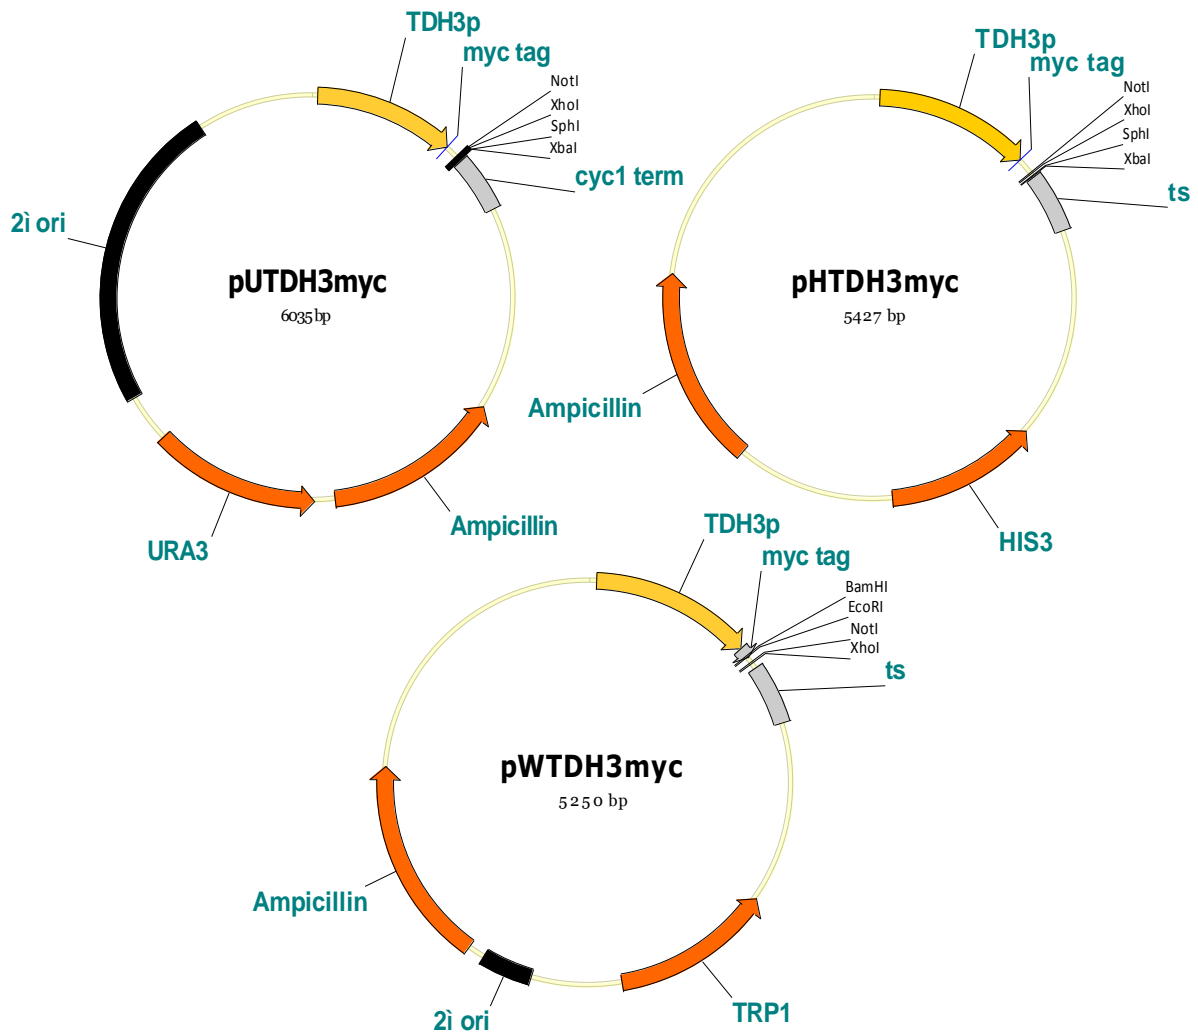 TDH3p
myc tag
NotI
XhoI
SphI
XbaI
cyc1 term
2ì ori
pUTDH3myc
6035 bp
URA3
Ampicillin
TDH3p
myc tag
NotI
XhoI
SphI
XbaI
ts
pHTDH3myc
5427 bp
Ampicillin
HIS3
TDH3p
myc tag
BamHI
EcoRI
NotI
XhoI
ts
pWTDH3myc
5250 bp
Ampicillin
2ì ori
TRP1